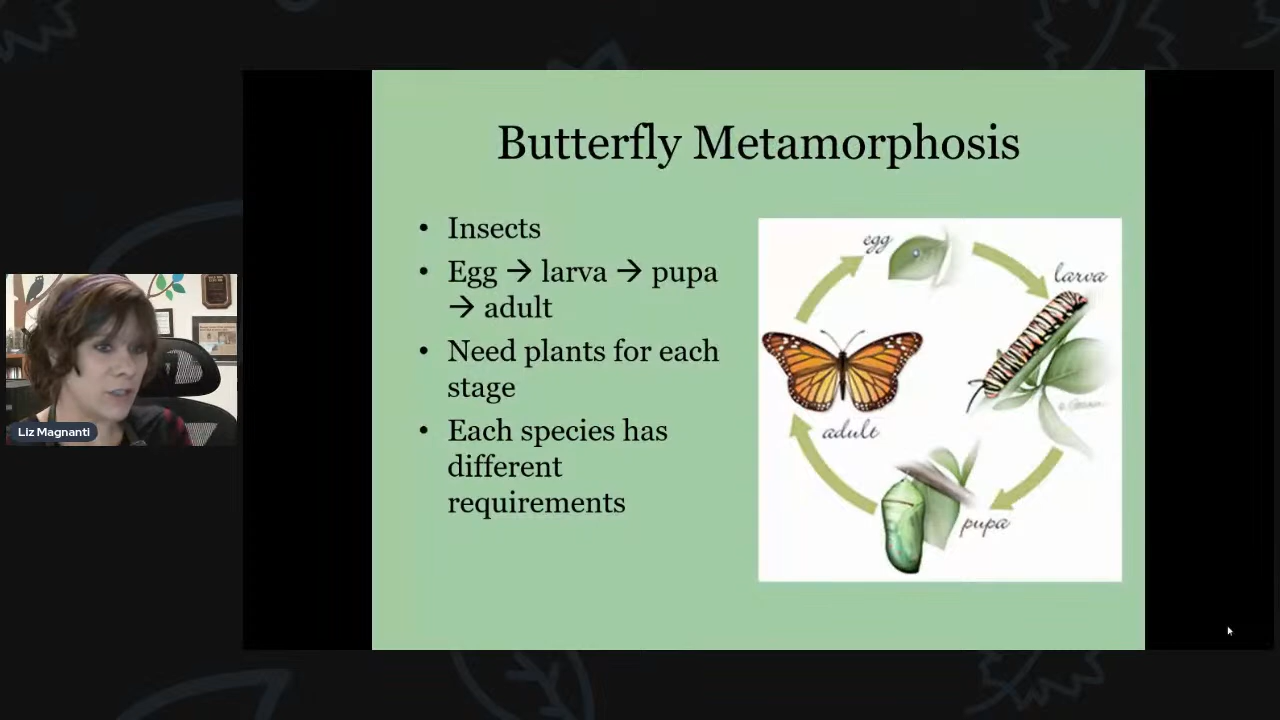 Butterfly Metamorphosis
• Insects
• Egg → larva → pupa
→ adult
• Need plants for each
stage
• Each species has
different
requirements
egg
larva
adult
pupa
Liz Magnanti